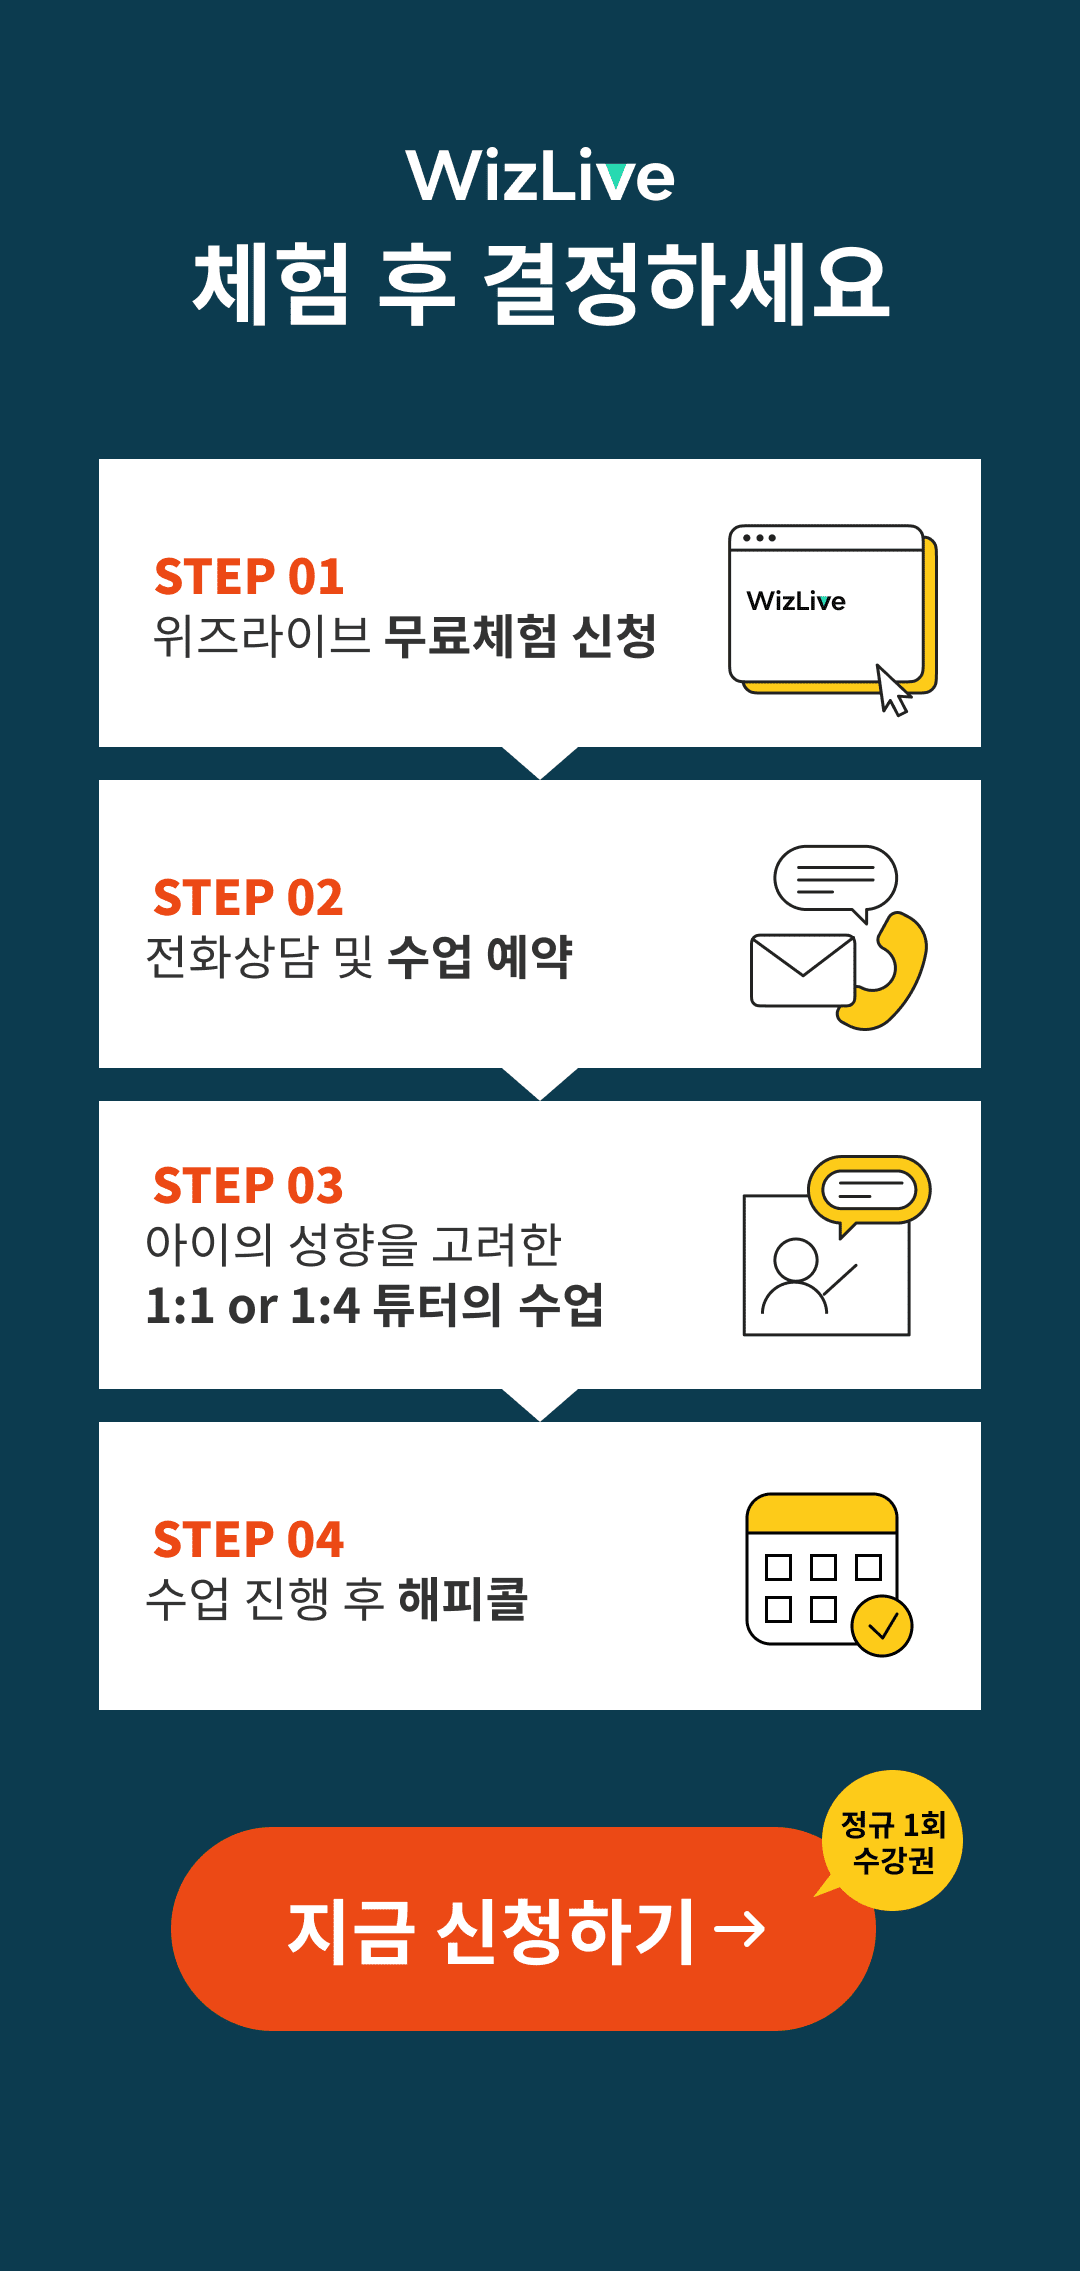 WizLive
체험 후 결정하세요
STEP 01
위즈라이브 무료체험 신청
WizLive
STEP 02
전화상담 및 수업 예약
STEP 03
아이의 성향을 고려한
1:1 or 1:4 튜터의 수업
STEP 04
수업 진행 후 해피콜
정규 1회
수강권
지금 신청하기 →